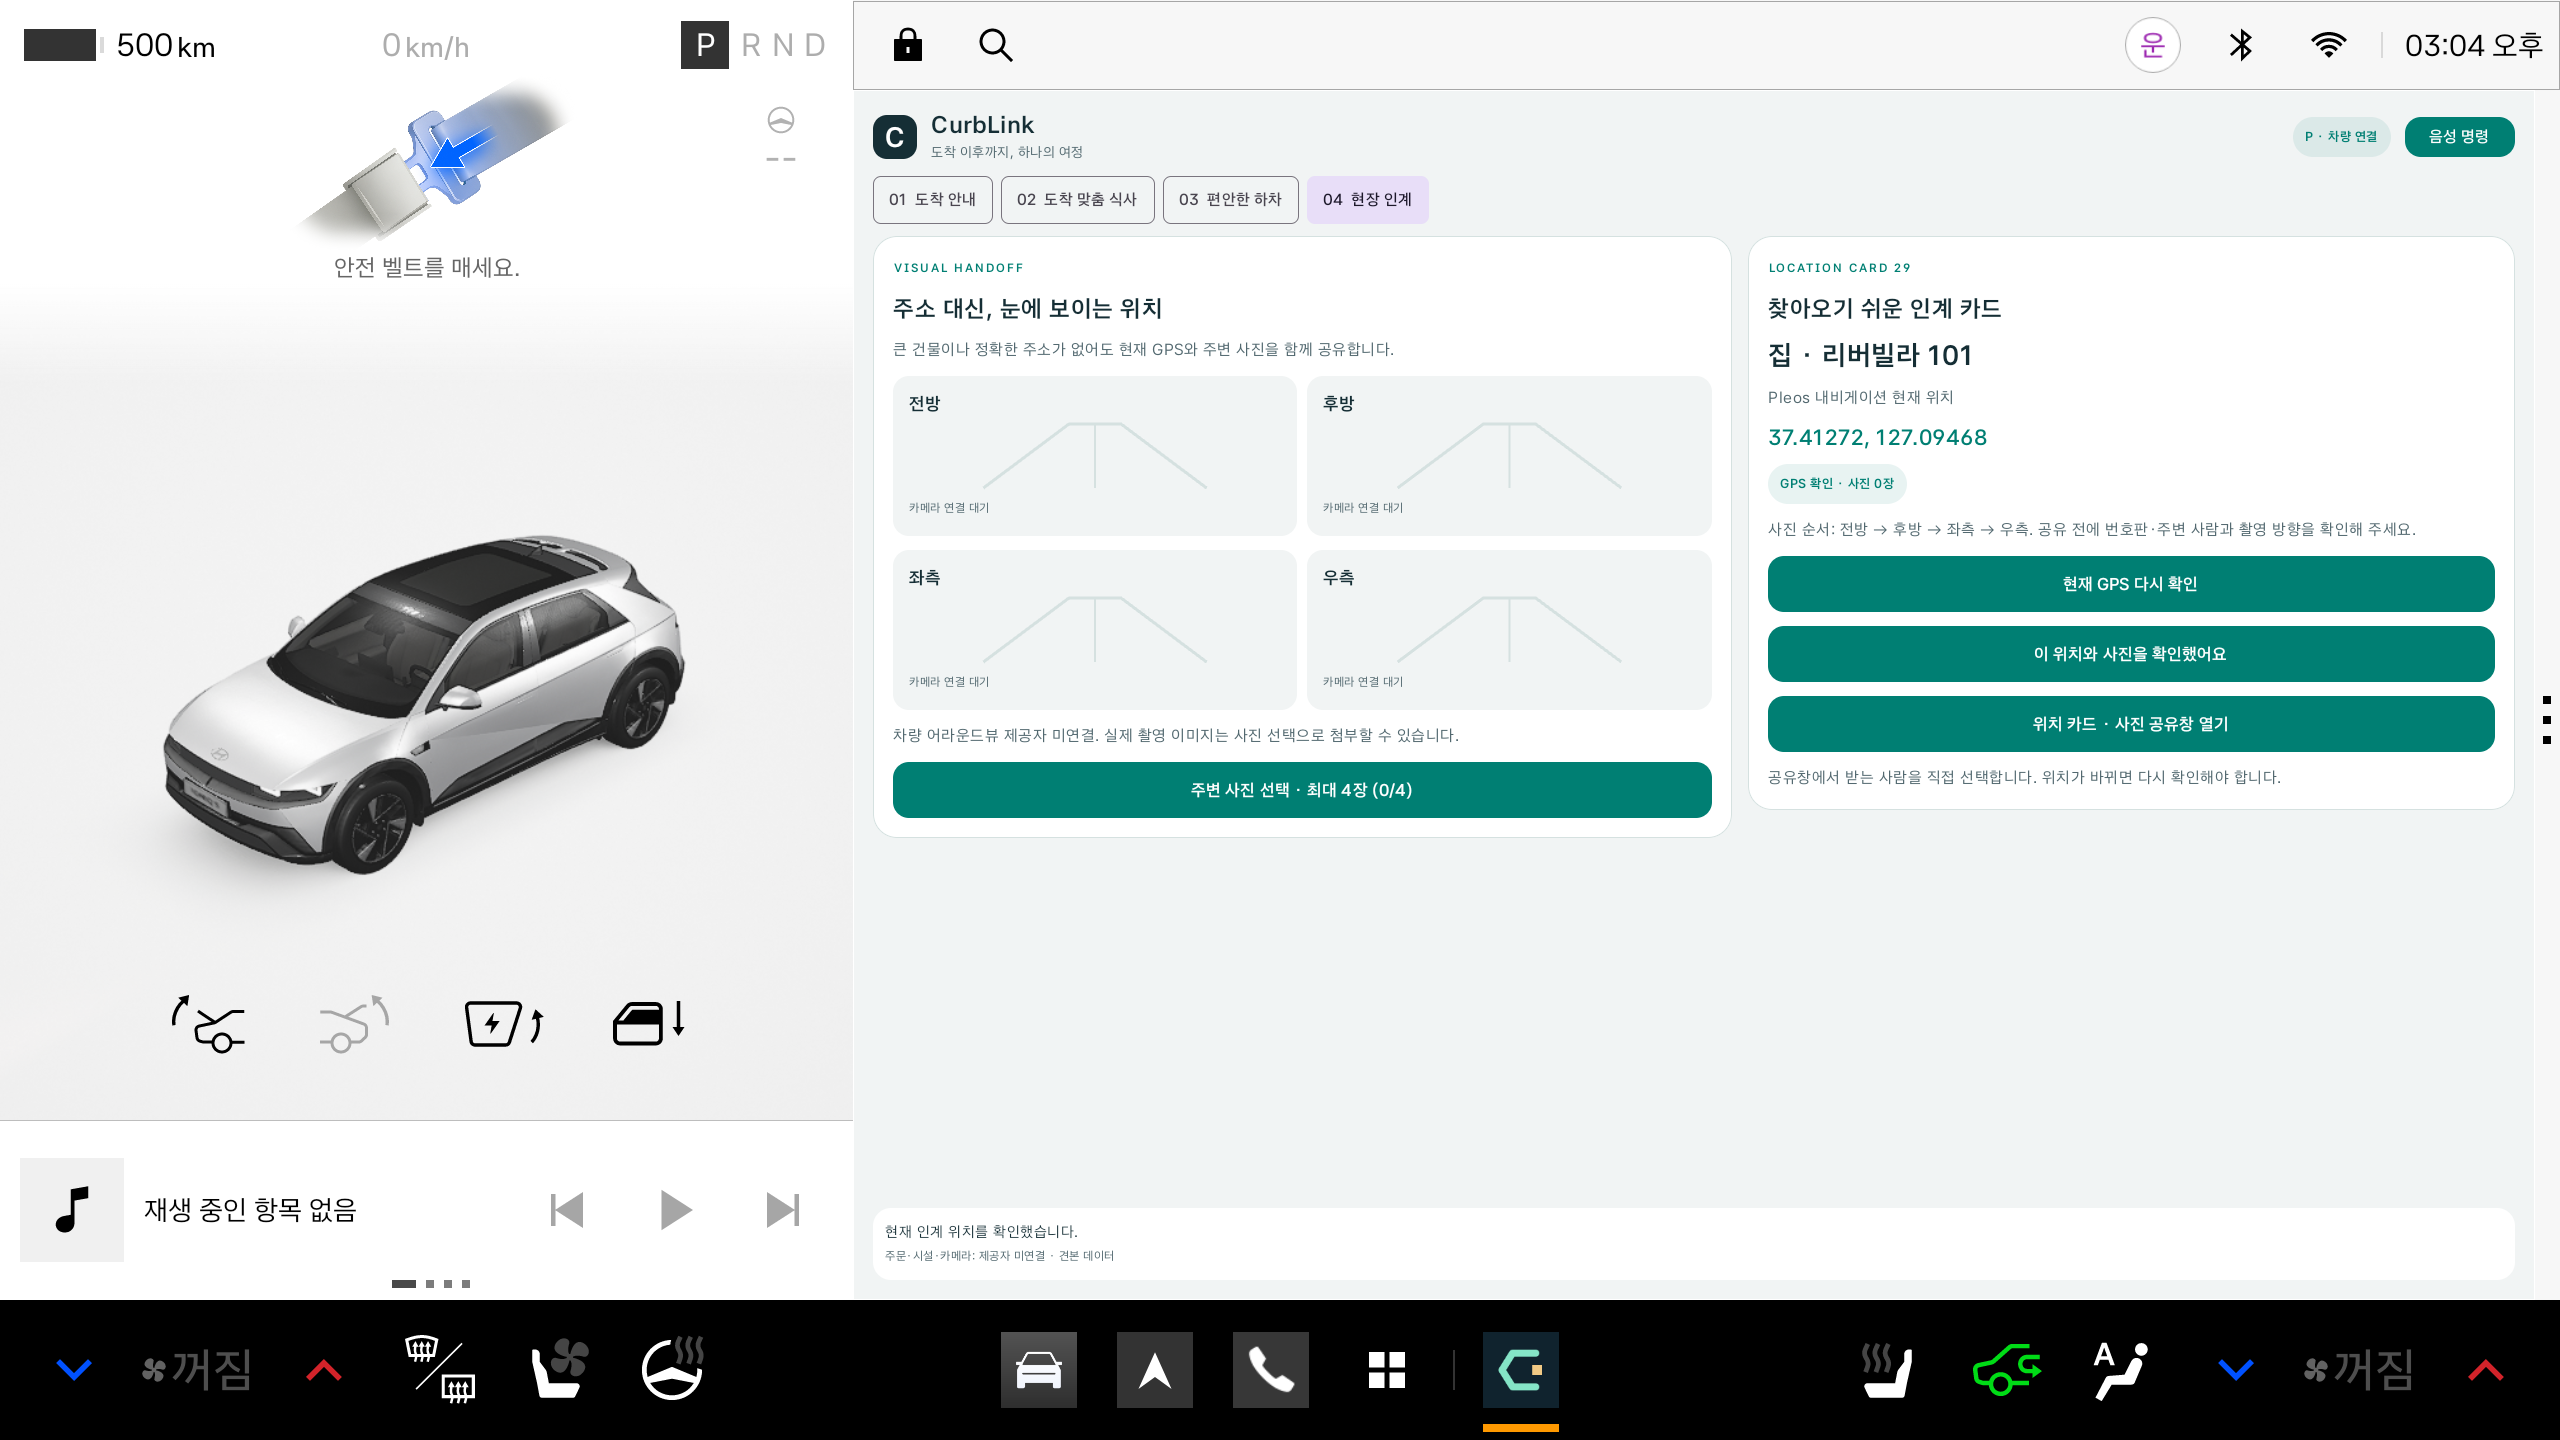 500 km
0 km/h
P R N D
안전 벨트를 매세요.
재생 중인 항목 없음
운
03:04 오후
C
CurbLink
도착 이후까지, 하나의 여정
P · 차량 연결
음성 명령
01 도착 안내
02 도착 맞춤 식사
03 편안한 하차
04 현장 인계
VISUAL HANDOFF
주소 대신, 눈에 보이는 위치
큰 건물이나 정확한 주소가 없어도 현재 GPS와 주변 사진을 함께 공유합니다.
전방
카메라 연결 대기
후방
카메라 연결 대기
좌측
카메라 연결 대기
우측
카메라 연결 대기
차량 어라운드뷰 제공자 미연결. 실제 촬영 이미지는 사진 선택으로 첨부할 수 있습니다.
주변 사진 선택 · 최대 4장 (0/4)
LOCATION CARD 29
찾아오기 쉬운 인계 카드
집 · 리버빌라 101
Pleos 내비게이션 현재 위치
37.41272, 127.09468
GPS 확인 · 사진 0장
사진 순서: 전방 → 후방 → 좌측 → 우측. 공유 전에 번호판·주변 사람과 촬영 방향을 확인해 주세요.
현재 GPS 다시 확인
이 위치와 사진을 확인했어요
위치 카드 · 사진 공유창 열기
공유창에서 받는 사람을 직접 선택합니다. 위치가 바뀌면 다시 확인해야 합니다.
현재 인계 위치를 확인했습니다.
주문·시설·카메라: 제공자 미연결 · 견본 데이터
꺼짐
A
꺼짐